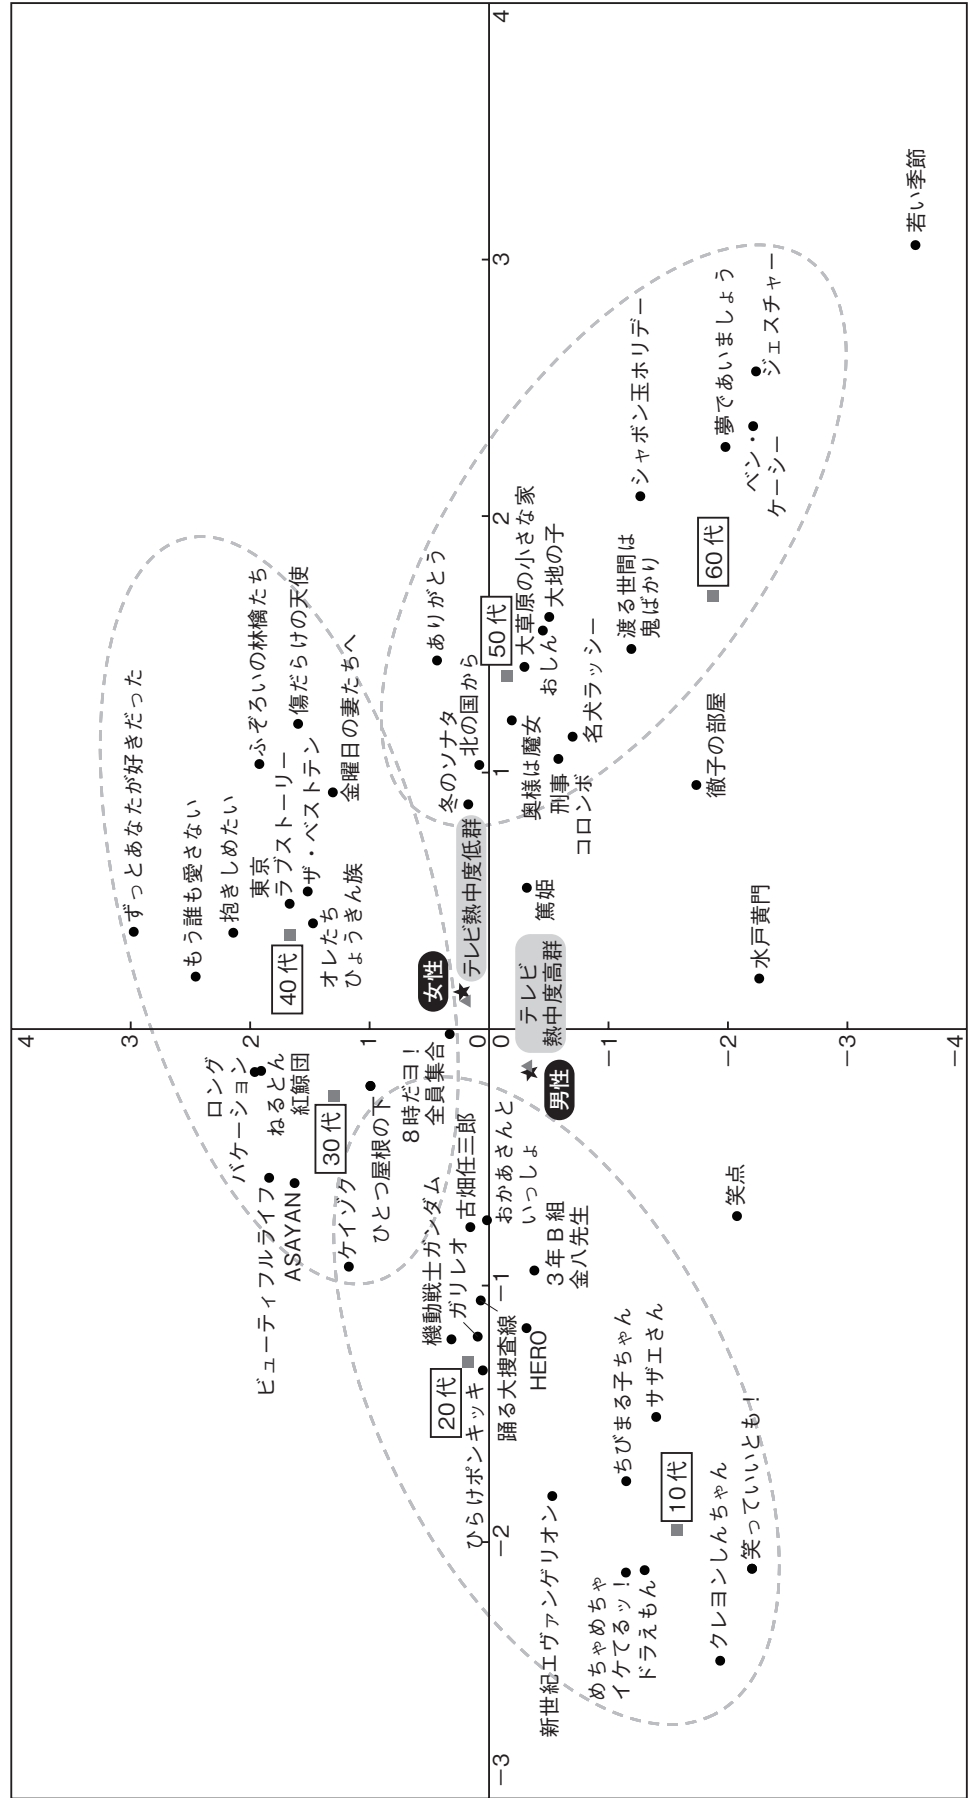 4
3
2
1
0
0
−1
−2
−3
−4
−3
−2
−1
1
2
3
4
ずっとあなたが好きだった
もう誰も愛さない
抱きしめたい
ふぞろいの林檎たち
東京
ラブストーリー
傷だらけの天使
ザ・ベストテン
40代
オレたち
ひょうきん族
金曜日の妻たちへ
ロング
バケーション
ねるとん
紅鯨団
ビューティフルライフ
ASAYAN
30代
ケイゾク
ひとつ屋根の下
8時だヨ!
全員集合
女性
テレビ熱中度低群
冬のソナタ
北の国から
ありがとう
50代
機動戦士ガンダム
ガリレオ
古畑任三郎
20代
ひらけポンキッキ
踊る大捜査線
HERO
おかあさんと
いっしょ
3年B組
金八先生
テレビ
熱中度高群
男性
篤姫
奥様は魔女
刑事
コロンボ
大草原の小さな家
おしん
大地の子
名犬ラッシー
渡る世間は
鬼ばかり
シャボン玉ホリデー
60代
徹子の部屋
夢であいましょう
ベン・
ケーシー
ジェスチャー
水戸黄門
若い季節
新世紀エヴァンゲリオン
めちゃめちゃ
イケてるッ!
ドラえもん
ちびまる子ちゃん
サザエさん
10代
クレヨンしんちゃん
笑っていいとも!
笑点